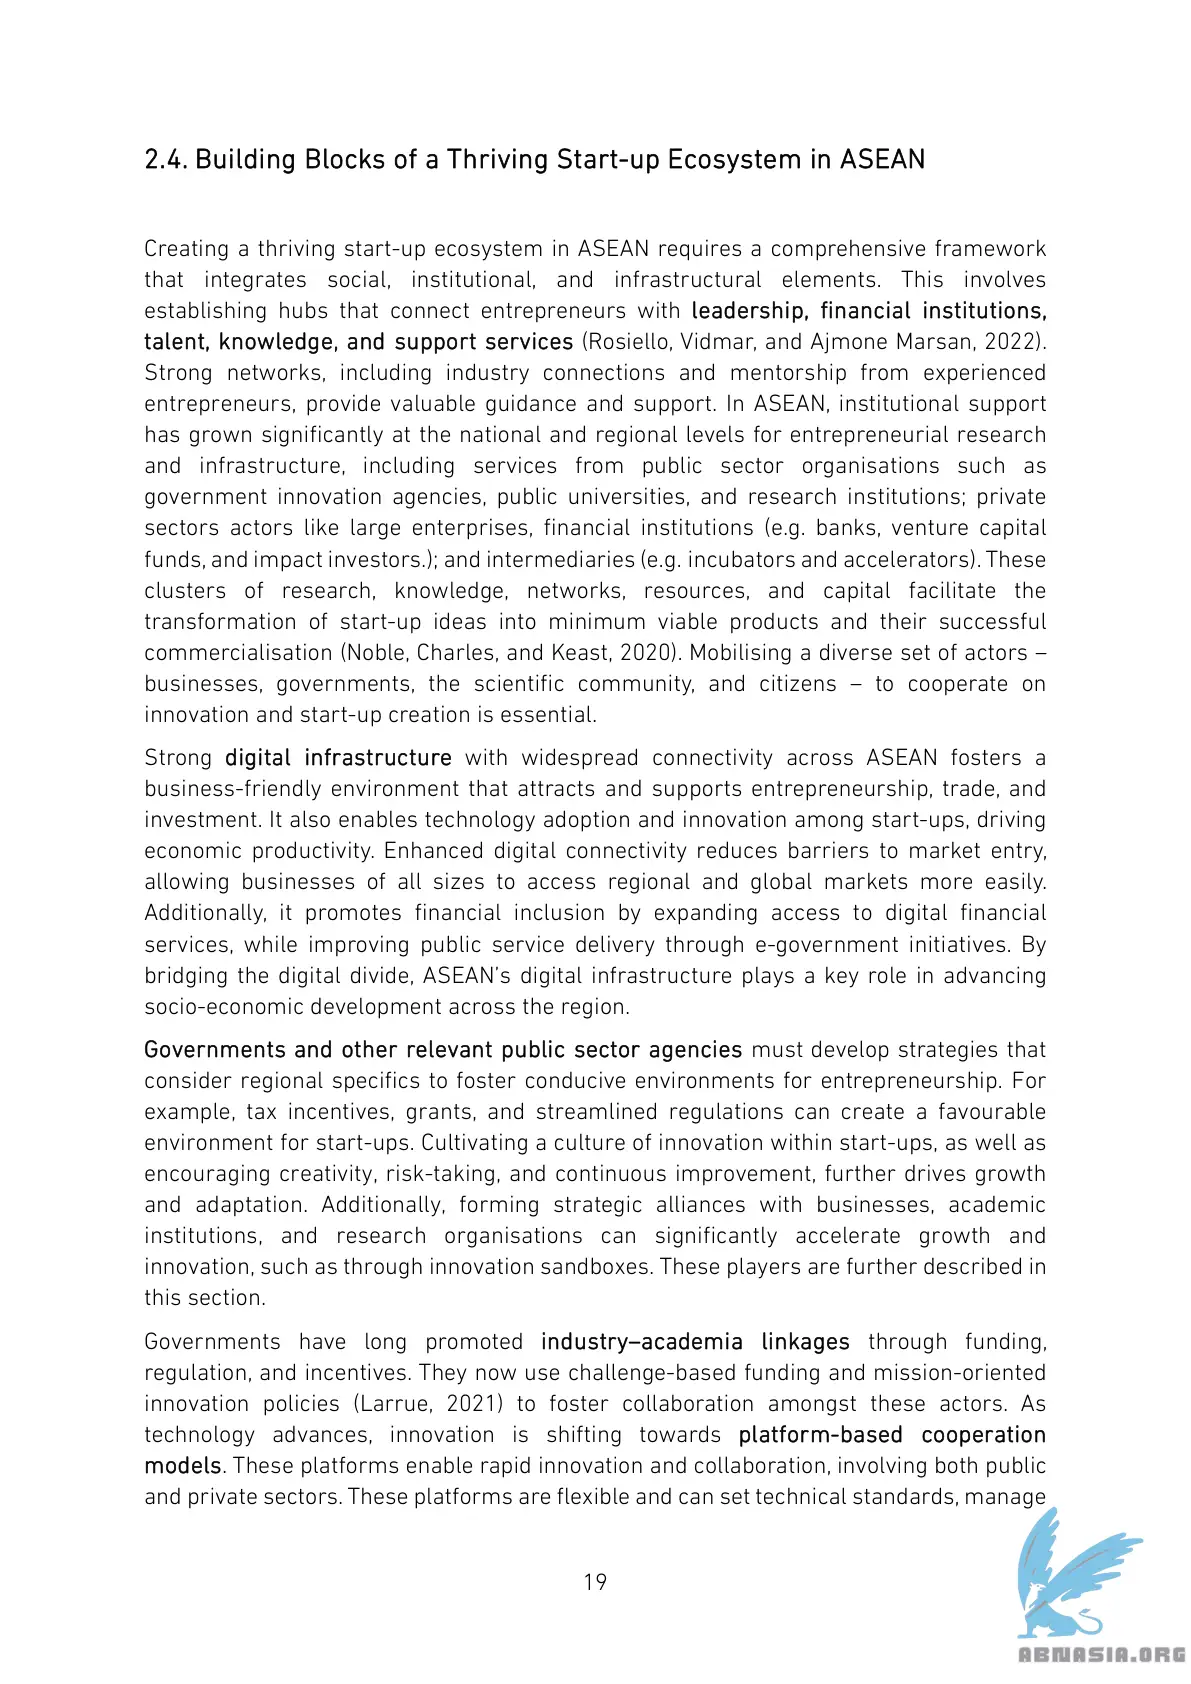 2.4. Building Blocks of a Thriving Start-up Ecosystem in ASEAN
Creating a thriving start-up ecosystem in ASEAN requires a comprehensive framework
that integrates social, institutional, and infrastructural elements. This involves
establishing hubs that connect entrepreneurs with leadership, financial institutions,
talent, knowledge, and support services (Rosiello, Vidmar, and Ajmone Marsan, 2022).
Strong networks, including industry connections and mentorship from experienced
entrepreneurs, provide valuable guidance and support. In ASEAN, institutional support
has grown significantly at the national and regional levels for entrepreneurial research
and infrastructure, including services from public sector organisations such as
government innovation agencies, public universities, and research institutions; private
sectors actors like large enterprises, financial institutions (e.g. banks, venture capital
funds, and impact investors.); and intermediaries (e.g. incubators and accelerators). These
clusters of research, knowledge, networks, resources, and capital facilitate the
transformation of start-up ideas into minimum viable products and their successful
commercialisation (Noble, Charles, and Keast, 2020). Mobilising a diverse set of actors –
businesses, governments, the scientific community, and citizens – to cooperate on
innovation and start-up creation is essential.
Strong digital infrastructure with widespread connectivity across ASEAN fosters a
business-friendly environment that attracts and supports entrepreneurship, trade, and
investment. It also enables technology adoption and innovation among start-ups, driving
economic productivity. Enhanced digital connectivity reduces barriers to market entry,
allowing businesses of all sizes to access regional and global markets more easily.
Additionally, it promotes financial inclusion by expanding access to digital financial
services, while improving public service delivery through e-government initiatives. By
bridging the digital divide, ASEAN's digital infrastructure plays a key role in advancing
socio-economic development across the region.
Governments and other relevant public sector agencies must develop strategies that
consider regional specifics to foster conducive environments for entrepreneurship. For
example, tax incentives, grants, and streamlined regulations can create a favourable
environment for start-ups. Cultivating a culture of innovation within start-ups, as well as
encouraging creativity, risk-taking, and continuous improvement, further drives growth
and adaptation. Additionally, forming strategic alliances with businesses, academic
institutions, and research organisations can significantly accelerate growth and
innovation, such as through innovation sandboxes. These players are further described in
this section.
Governments have long promoted industry–academia linkages through funding,
regulation, and incentives. They now use challenge-based funding and mission-oriented
innovation policies (Larrue, 2021) to foster collaboration amongst these actors. As
technology advances, innovation is shifting towards platform-based cooperation
models. These platforms enable rapid innovation and collaboration, involving both public
and private sectors. These platforms are flexible and can set technical standards, manage
19
ABNASIA.ORG